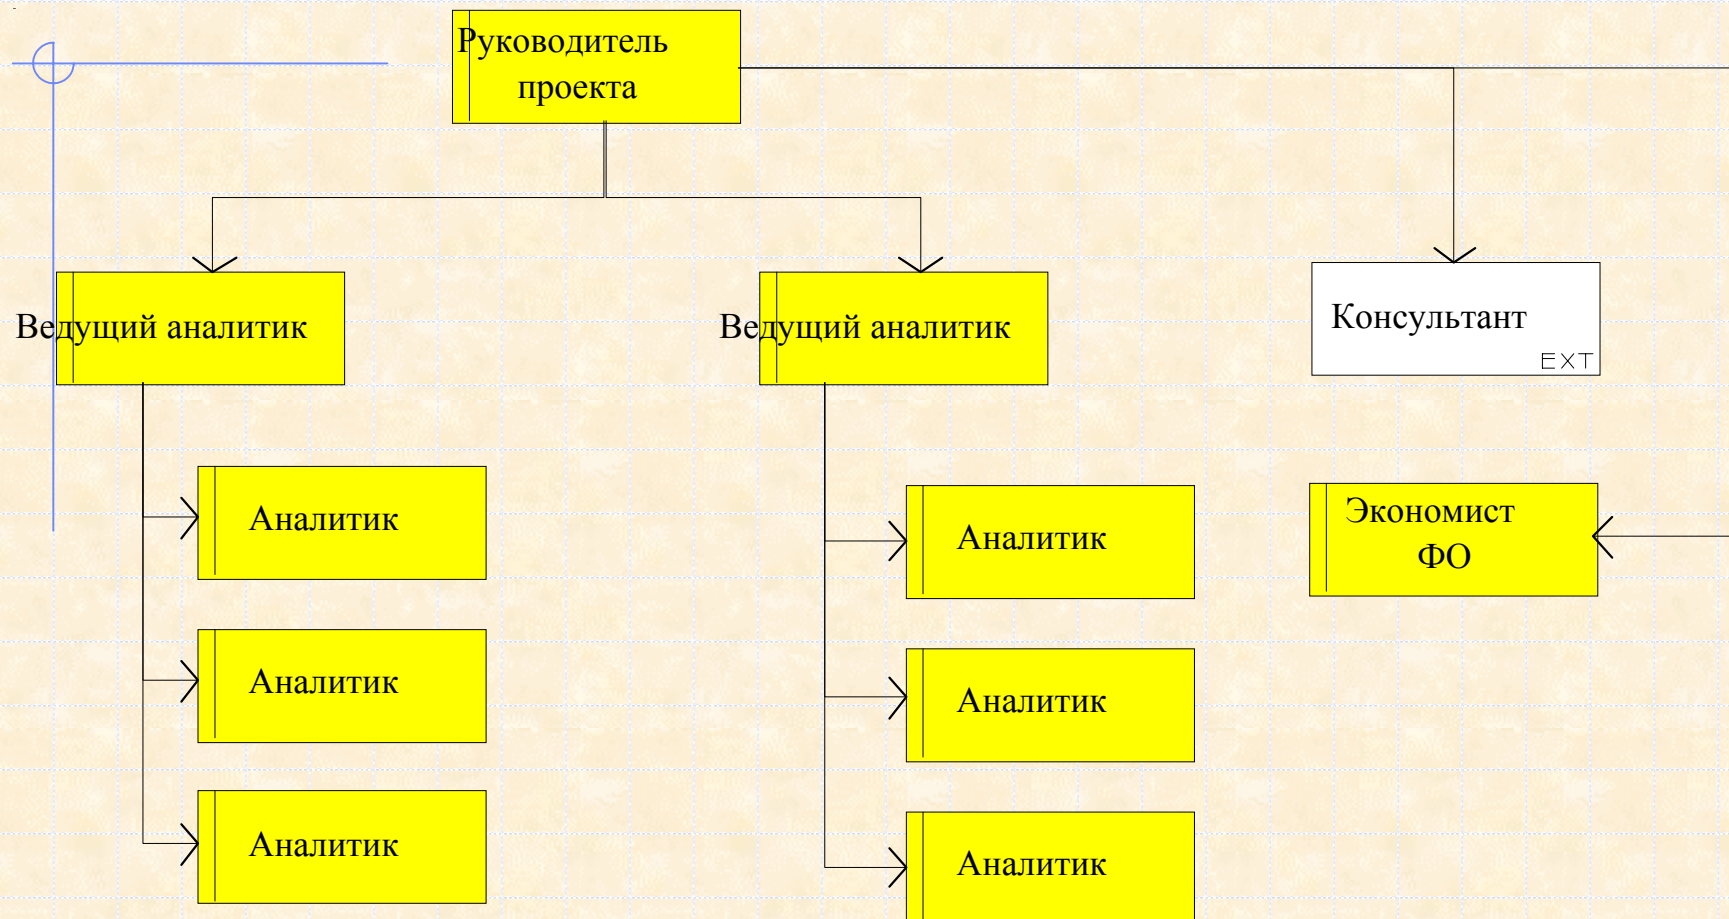 Руководитель
проекта
Ведущий аналитик
Ведущий аналитик
Консультант
EXT
Аналитик
Аналитик
Экономист
ФО
Аналитик
Аналитик
Аналитик
Аналитик